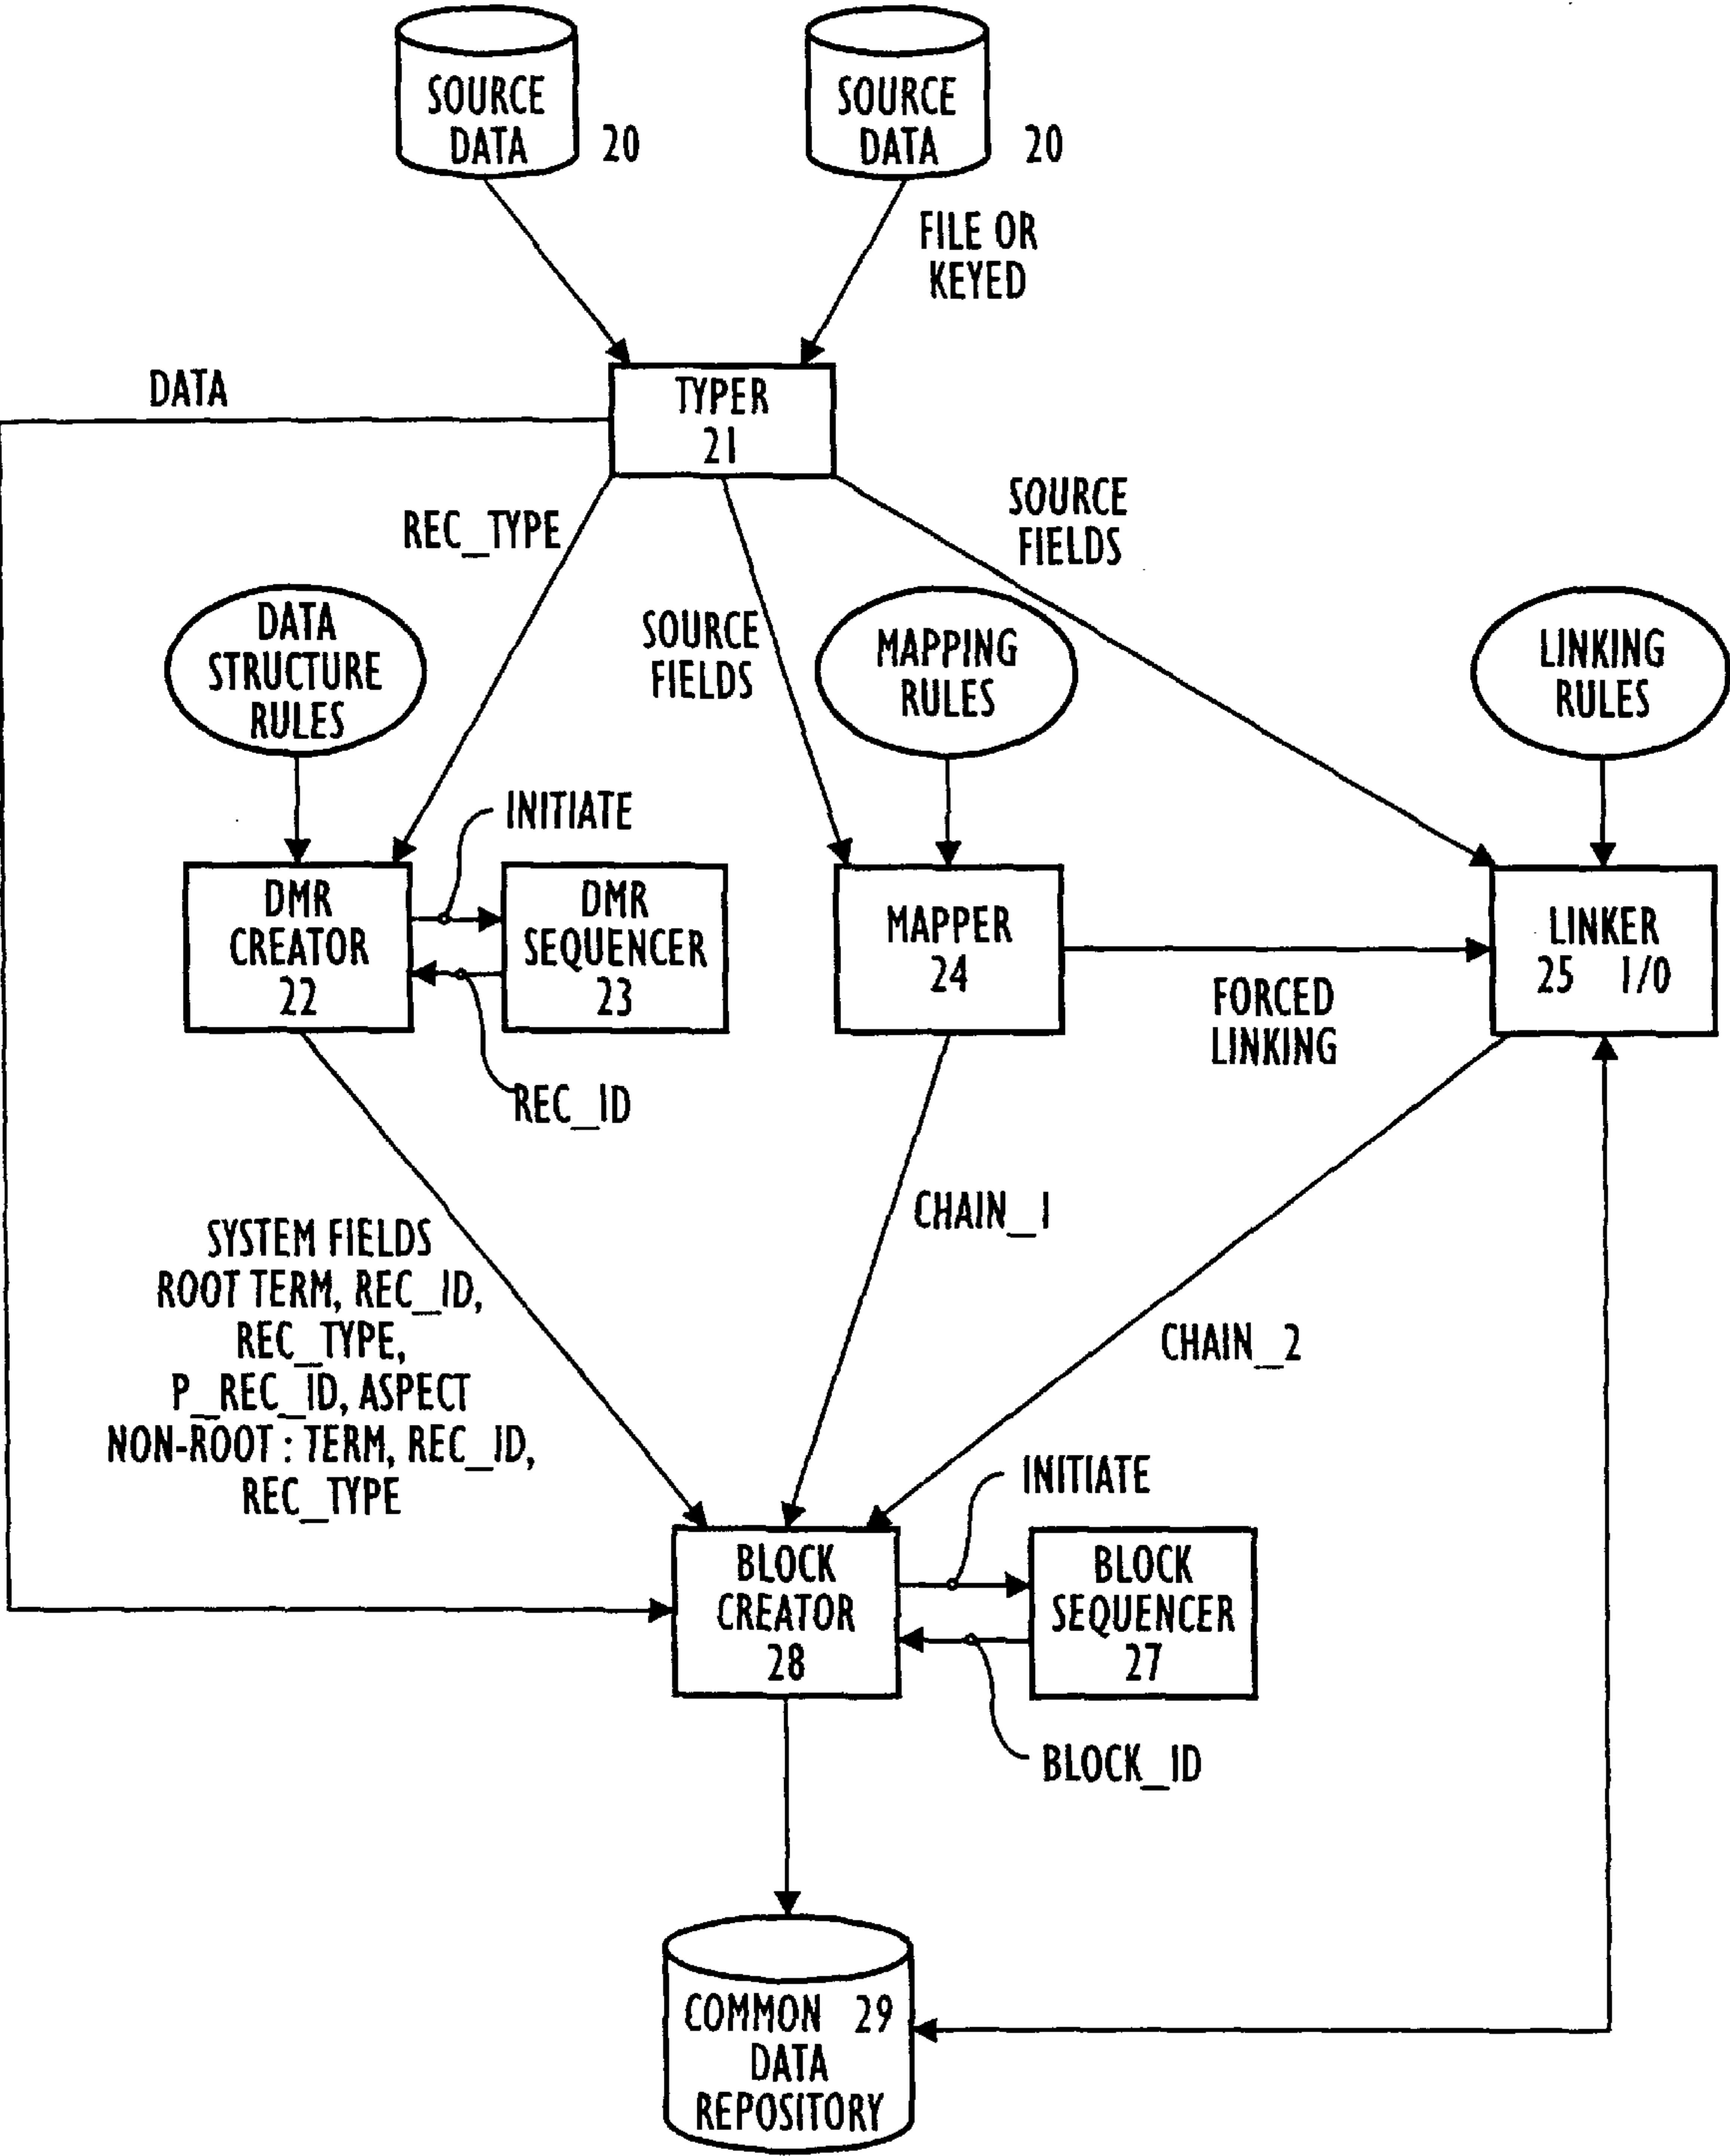 SOURCE
DATA
20
SOURCE
DATA
20
FILE OR
KEYED
DATA
TYPER
21
REC_TYPE
SOURCE
FIELDS
SOURCE
FIELDS
DATA
STRUCTURE
RULES
MAPPING
RULES
LINKING
RULES
INITIATE
DMR
CREATOR
22
DMR
SEQUENCER
23
MAPPER
24
LINKER
25 I/O
FORCED
LINKING
REC_ID
CHAIN_1
SYSTEM FIELDS
ROOT TERM, REC_ID,
REC_TYPE,
P_REC_ID, ASPECT
NON-ROOT : TERM, REC_ID,
REC_TYPE
CHAIN_2
INITIATE
BLOCK
CREATOR
28
BLOCK
SEQUENCER
27
BLOCK_ID
COMMON 29
DATA
REPOSITORY